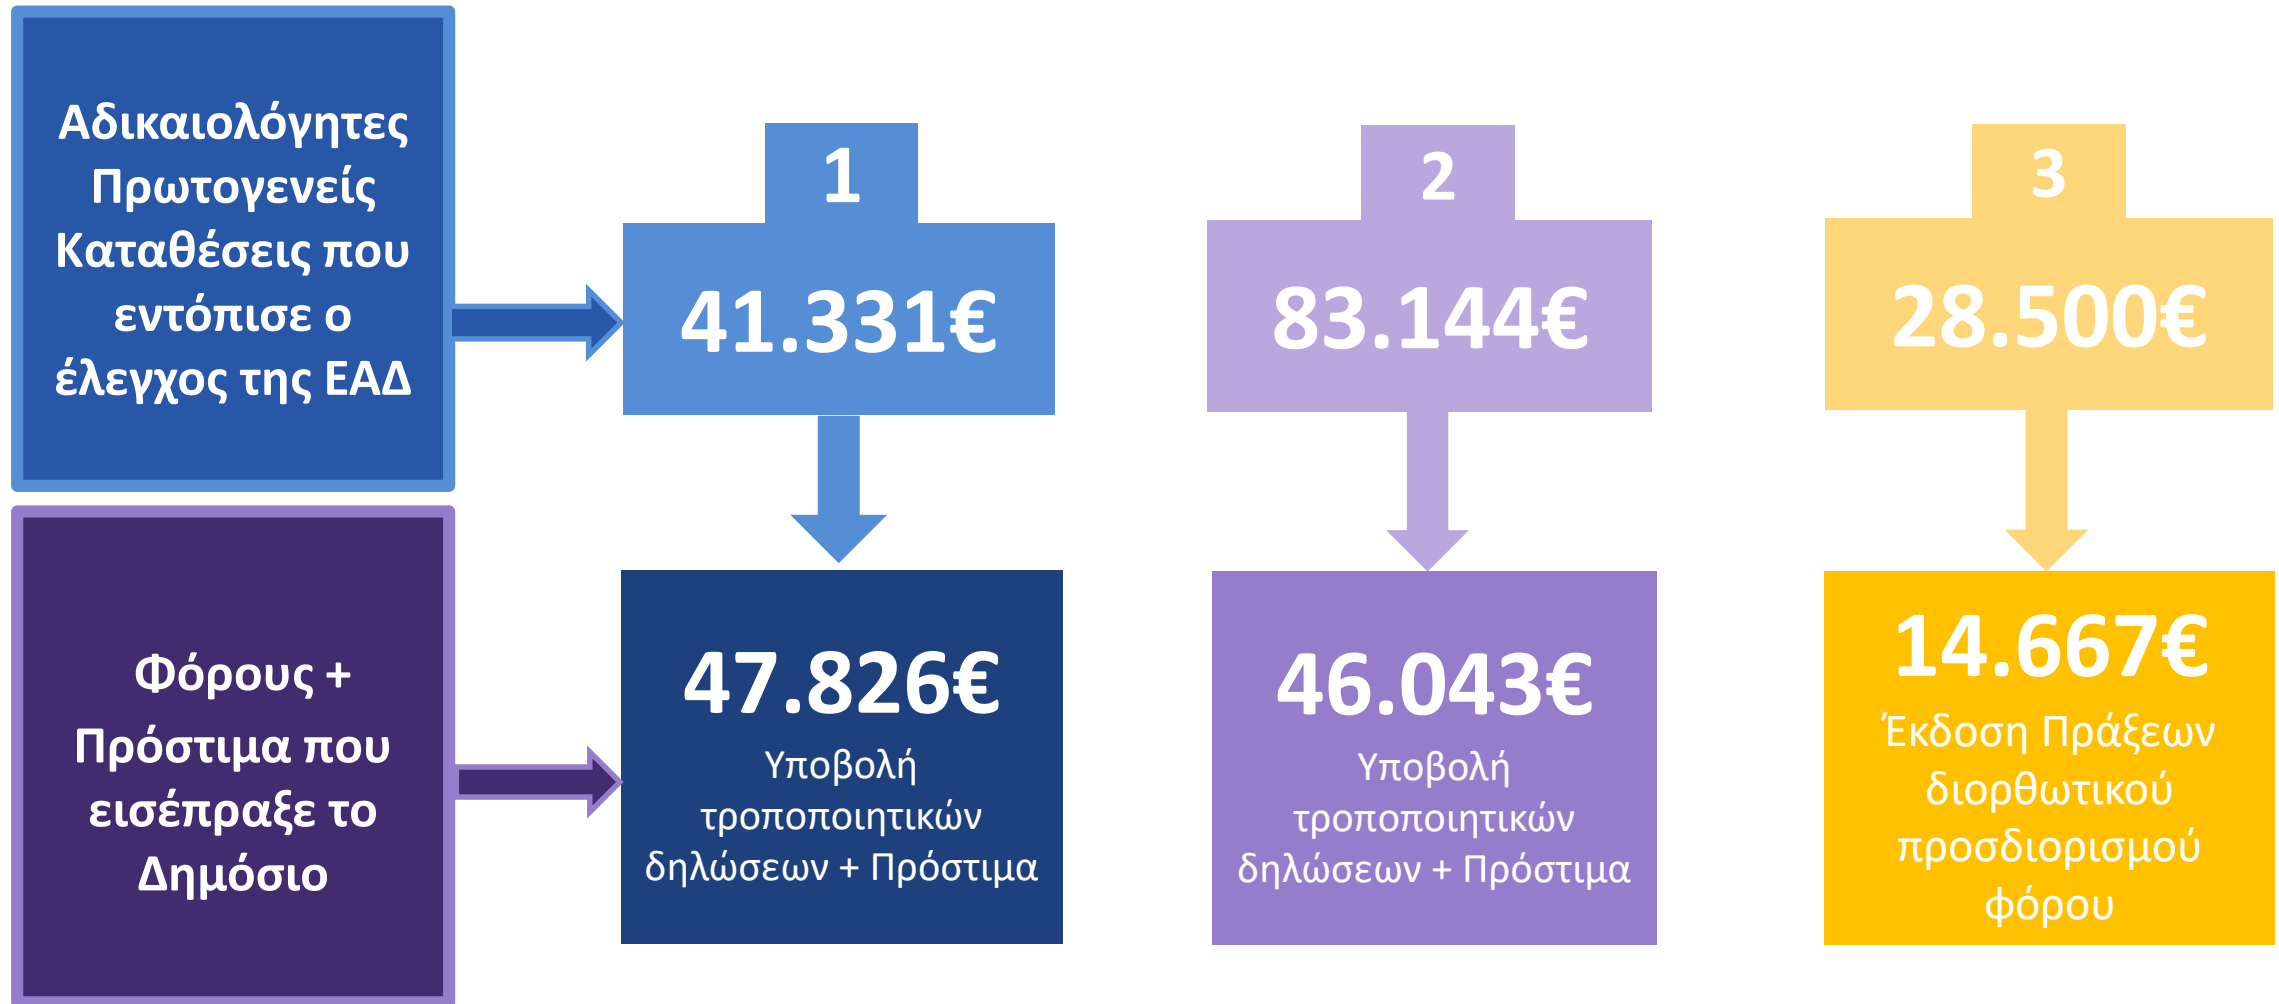 Αδικαιολόγητες
Πρωτογενείς
Καταθέσεις που
εντόπισε ο
έλεγχος της ΕΑΔ
1
41.331€
2
83.144€
3
28.500€
Φόρους +
Πρόστιμα που
εισέπραξε το
Δημόσιο
47.826€
Υποβολή
τροποποιητικών
δηλώσεων + Πρόστιμα
46.043€
Υποβολή
τροποποιητικών
δηλώσεων + Πρόστιμα
14.667€
Έκδοση Πράξεων
διορθωτικού
προσδιορισμού
φόρου